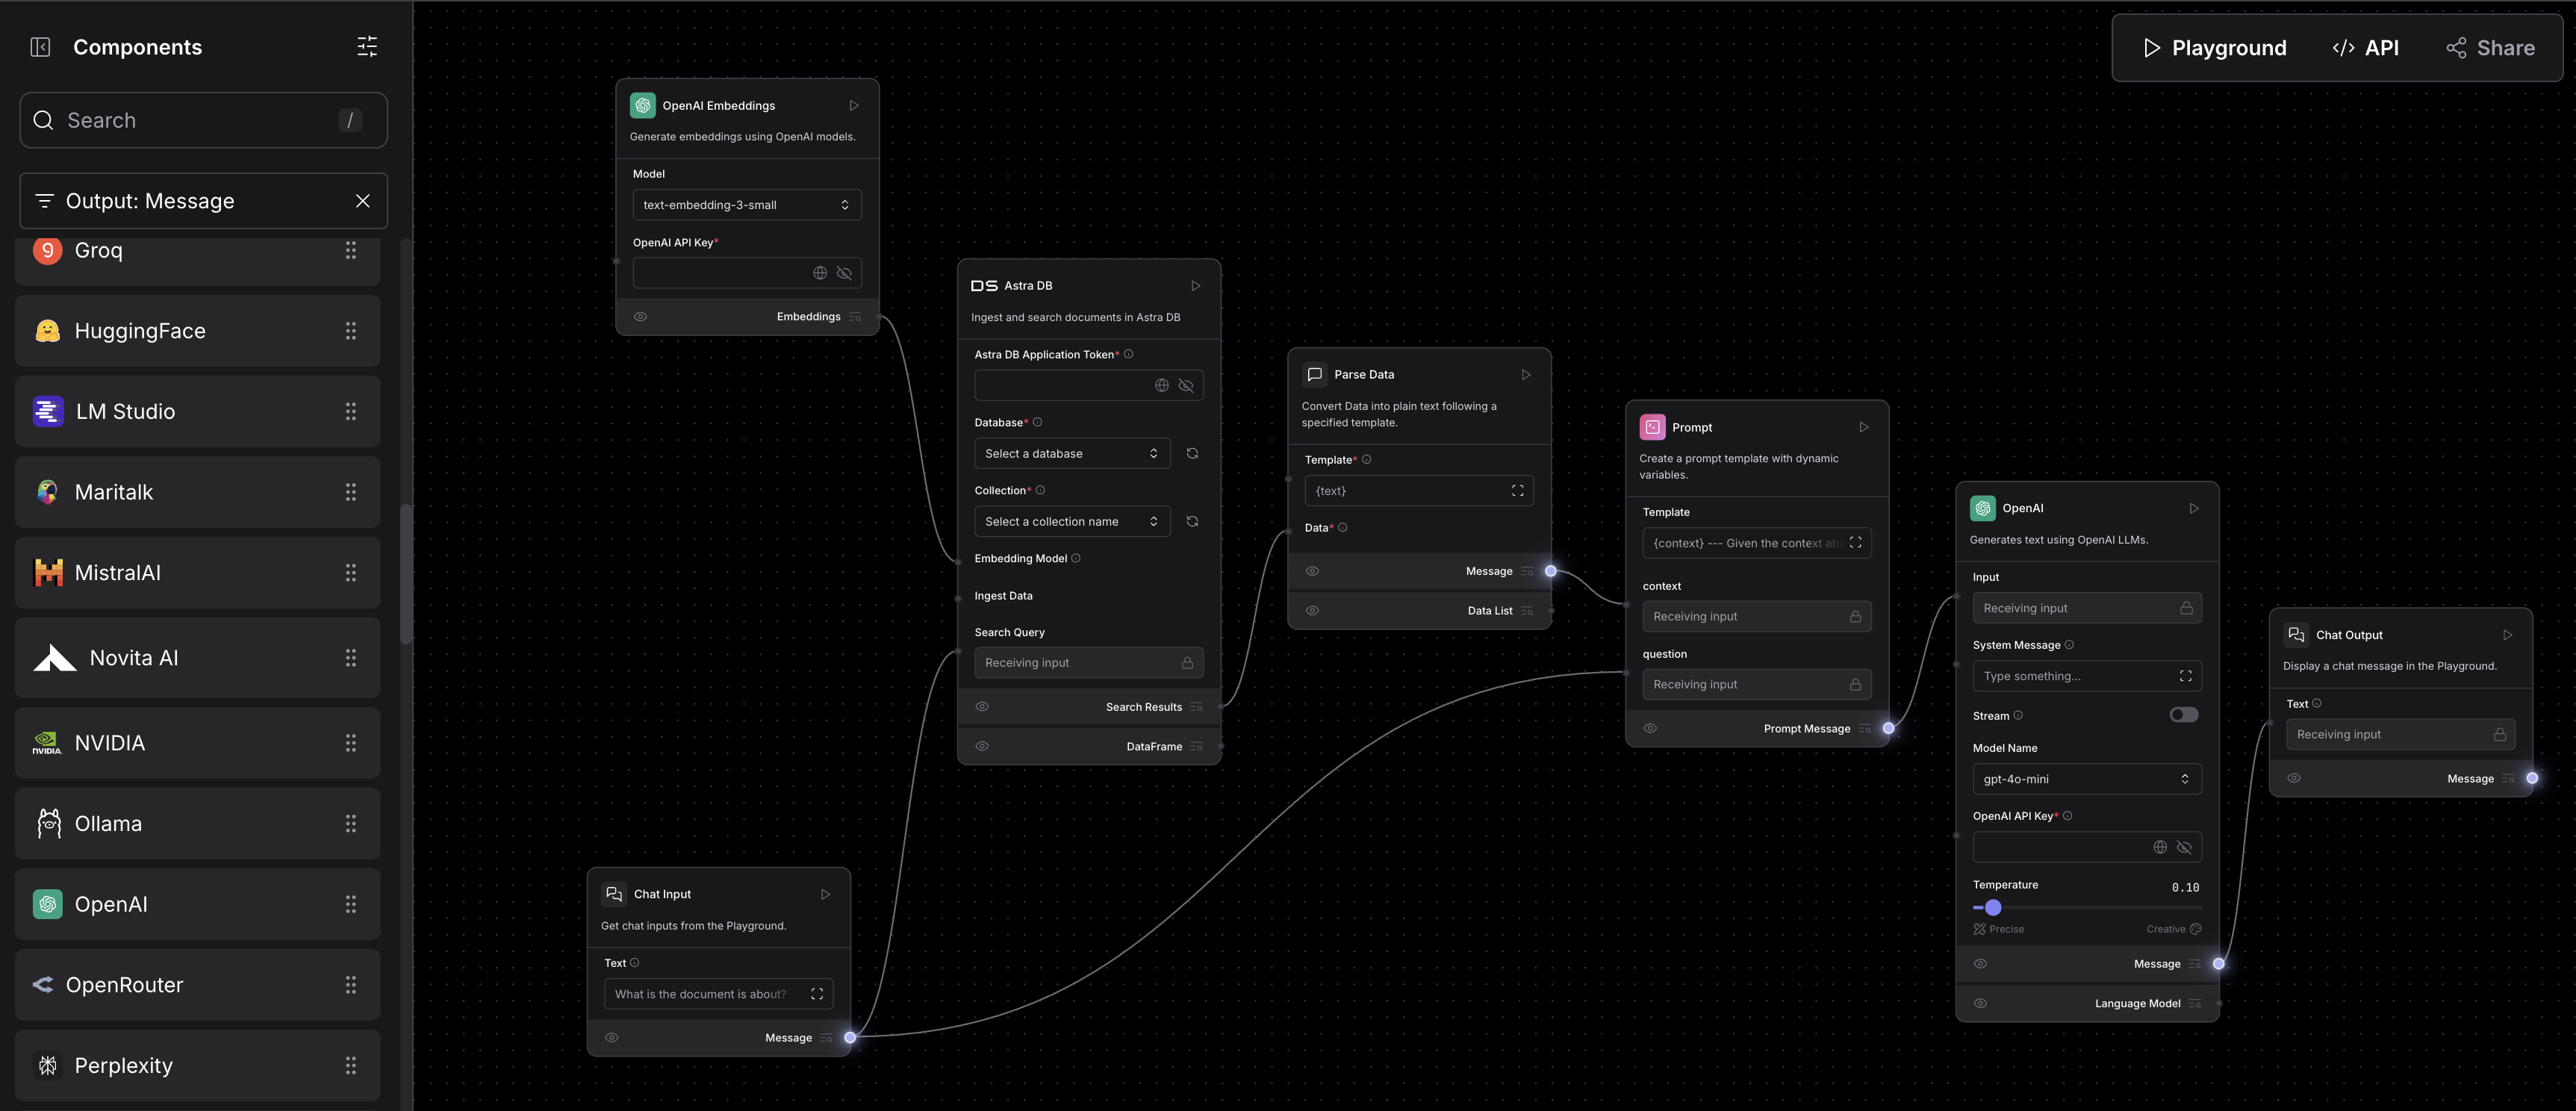 Components
Search
/
Output: Message
Groq
HuggingFace
LM Studio
Maritalk
MistralAI
Novita AI
NVIDIA
Ollama
OpenAI
OpenRouter
Perplexity
Playground
</> API
Share
OpenAI Embeddings
Generate embeddings using OpenAI models.
Model
text-embedding-3-small
OpenAI API Key*
Embeddings
DS Astra DB
Ingest and search documents in Astra DB
Astra DB Application Token*
Database*
Select a database
Collection*
Select a collection name
Embedding Model
Ingest Data
Search Query
Receiving input
Search Results
DataFrame
Chat Input
Get chat inputs from the Playground.
Text
What is the document is about?
Message
Parse Data
Convert Data into plain text following a
specified template.
Template*
{text}
Data*
Message
Data List
Prompt
Create a prompt template with dynamic
variables.
Template
{context} --- Given the context abo
context
Receiving input
question
Receiving input
Prompt Message
OpenAI
Generates text using OpenAI LLMs.
Input
Receiving input
System Message
Type something...
Stream
Model Name
gpt-4o-mini
OpenAI API Key*
Temperature 0.10
Precise Creative
Message
Language Model
Chat Output
Display a chat message in the Playground.
Text
Receiving input
Message